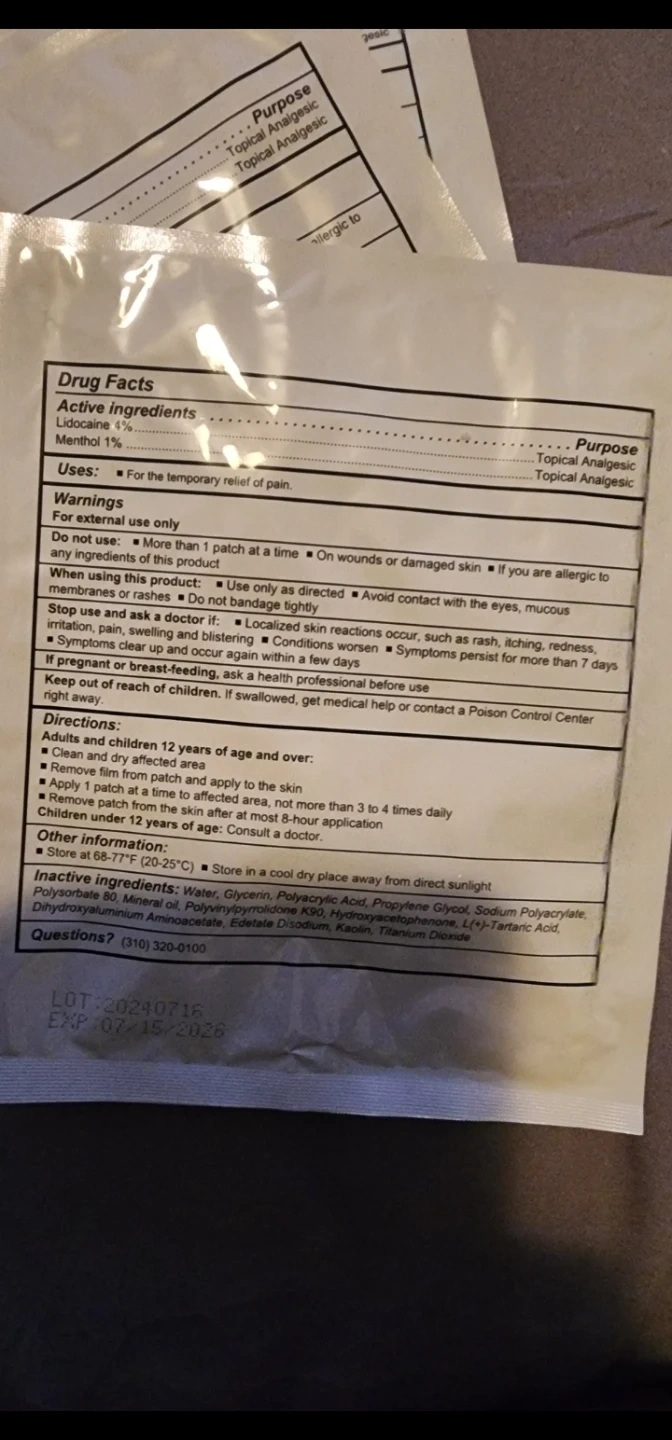 gesic
Purpose
Topical Analgesic
Topical Analgesic
allergic to
Drug Facts
Active ingredients ........ Purpose
Lidocaine 4% ........ Topical Analgesic
Menthol 1% ........ Topical Analgesic
Uses: ▪ For the temporary relief of pain.
Warnings
For external use only
Do not use: ▪ More than 1 patch at a time ▪ On wounds or damaged skin ▪ If you are allergic to
any ingredients of this product
When using this product: ▪ Use only as directed ▪ Avoid contact with the eyes, mucous
membranes or rashes ▪ Do not bandage tightly
Stop use and ask a doctor if: ▪ Localized skin reactions occur, such as rash, itching, redness,
irritation, pain, swelling and blistering ▪ Conditions worsen ▪ Symptoms persist for more than 7 days
▪ Symptoms clear up and occur again within a few days
If pregnant or breast-feeding, ask a health professional before use
Keep out of reach of children. If swallowed, get medical help or contact a Poison Control Center
right away.
Directions:
Adults and children 12 years of age and over:
▪ Clean and dry affected area
▪ Remove film from patch and apply to the skin
▪ Apply 1 patch at a time to affected area, not more than 3 to 4 times daily
▪ Remove patch from the skin after at most 8-hour application
Children under 12 years of age: Consult a doctor.
Other information:
▪ Store at 68-77°F (20-25°C) ▪ Store in a cool dry place away from direct sunlight
Inactive ingredients: Water, Glycerin, Polyacrylic Acid, Propylene Glycol, Sodium Polyacrylate,
Polysorbate 80, Mineral oil, Polyvinylpyrrolidone K90, Hydroxyacetophenone, L(+)-Tartaric Acid,
Dihydroxyaluminium Aminoacetate, Edetate Disodium, Kaolin, Titanium Dioxide
Questions? (310) 320-0100
LOT:20240716
EXP:07/15/2026